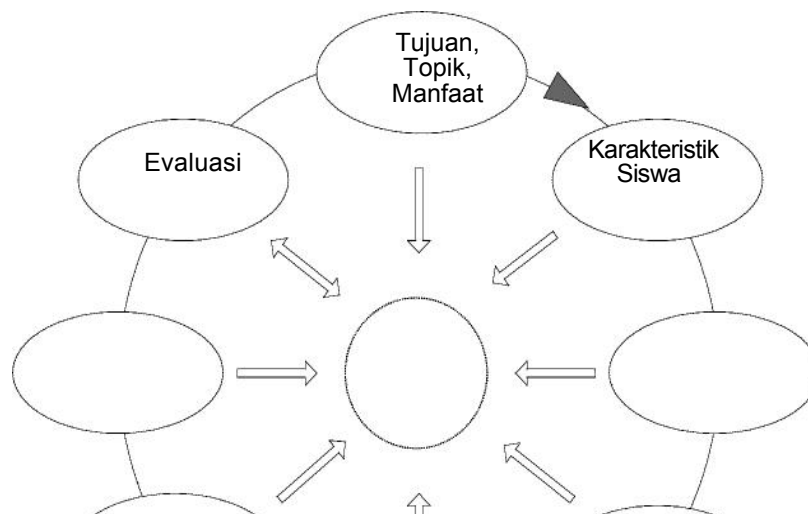 Tujuan,
Topik,
Manfaat
Karakteristik
Siswa
Evaluasi